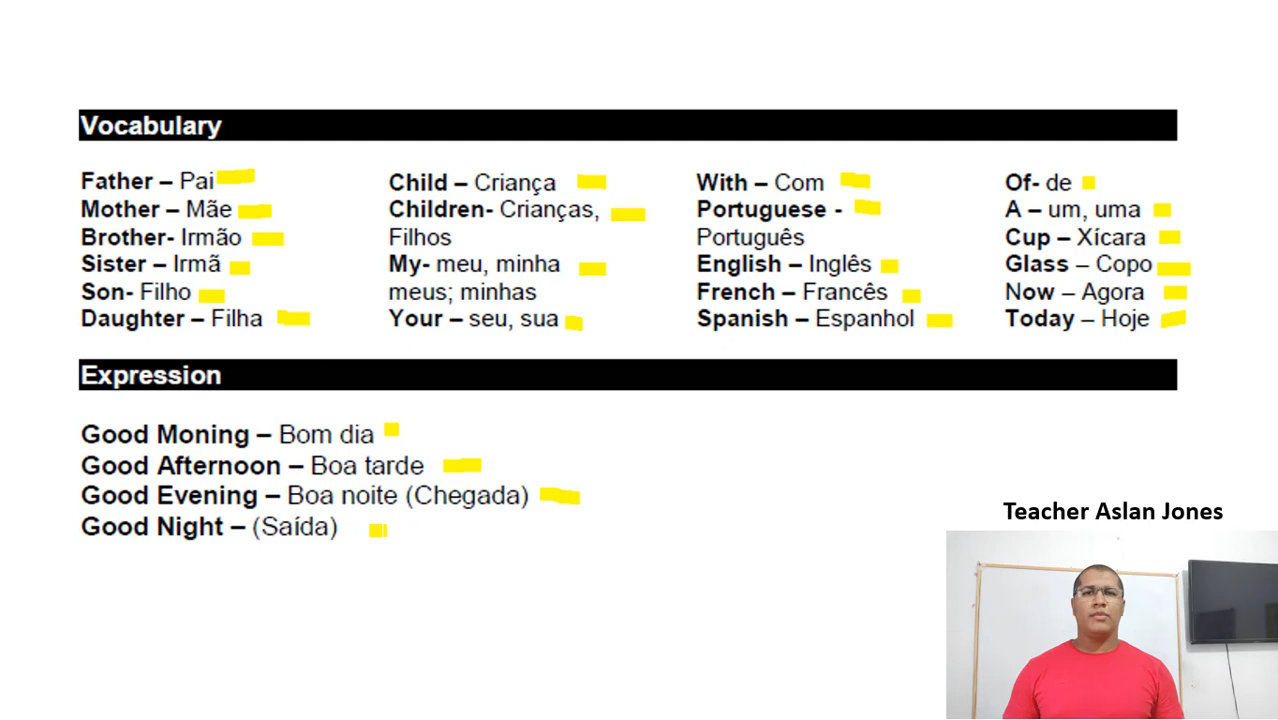 Vocabulary
Father – Pai
Mother – Mãe
Brother- Irmão
Sister – Irmã
Son- Filho
Daughter – Filha
Child – Criança
Children- Crianças,
Filhos
My- meu, minha
meus; minhas
Your – seu, sua
With – Com
Portuguese -
Português
English – Inglês
French – Francês
Spanish – Espanhol
Of- de
A – um, uma
Cup – Xícara
Glass – Copo
Now – Agora
Today – Hoje
Expression
Good Moning – Bom dia
Good Afternoon – Boa tarde
Good Evening – Boa noite (Chegada)
Good Night – (Saída)
Teacher Aslan Jones